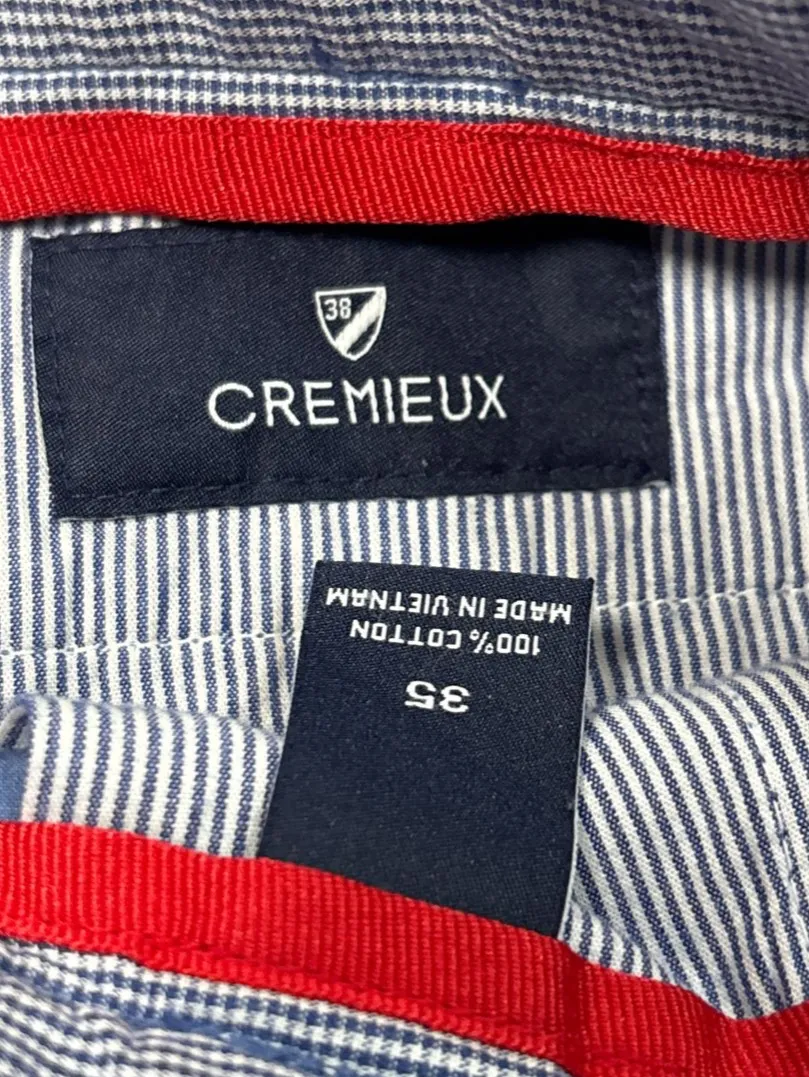 38
CREMIEUX
35
100% COTTON
MADE IN VIETNAM